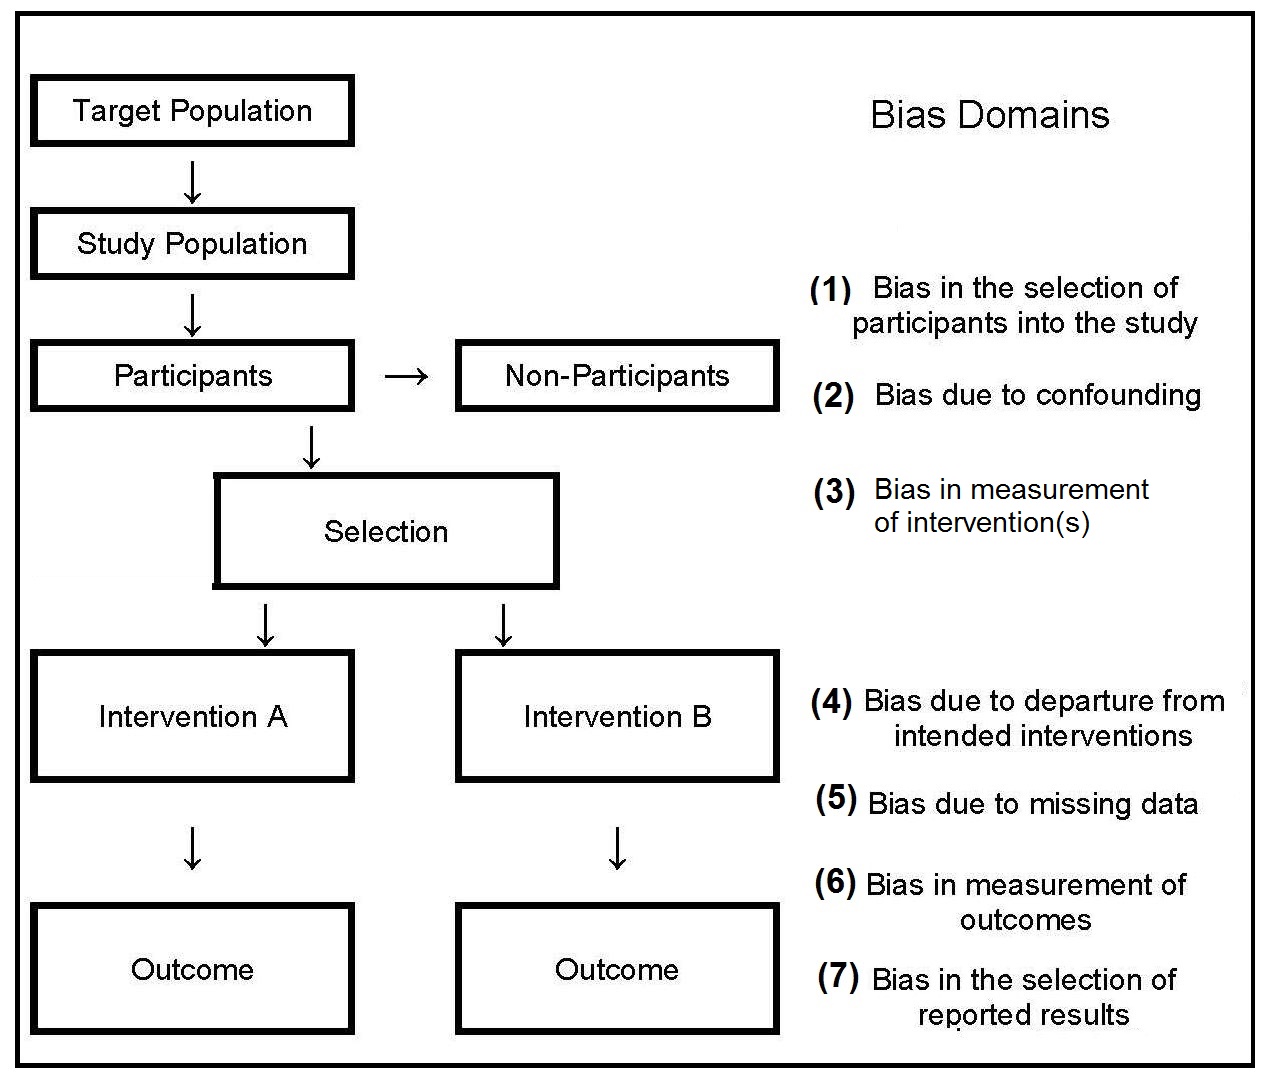 Target Population
Bias Domains
Study Population
(1) Bias in the selection of
participants into the study
Participants
Non-Participants
(2) Bias due to confounding
(3) Bias in measurement
of intervention(s)
Selection
Intervention A
Intervention B
(4) Bias due to departure from
intended interventions
(5) Bias due to missing data
(6) Bias in measurement of
outcomes
Outcome
Outcome
(7) Bias in the selection of
reported results